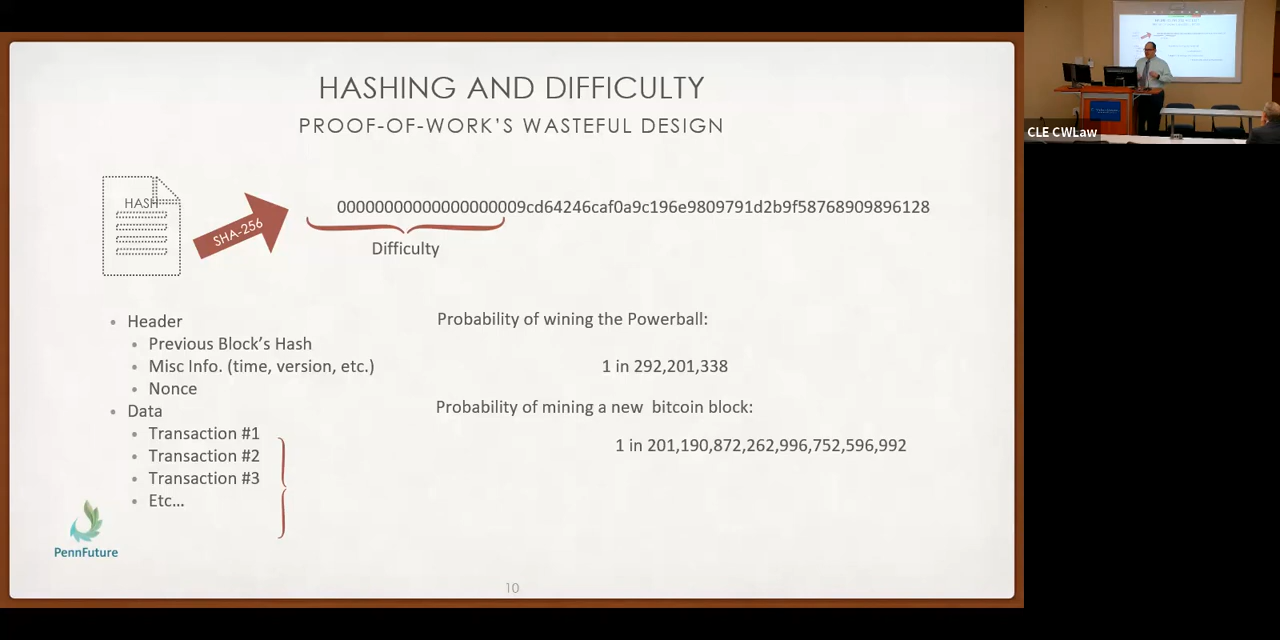 HASHING AND DIFFICULTY
PROOF-OF-WORK'S WASTEFUL DESIGN
HASH
SHA-256
0000000000000000009cd64246caf0a9c196e9809791d2b9f58768909896128
Difficulty
Header
Previous Block's Hash
Misc Info. (time, version, etc.)
Nonce
Data
Transaction #1
Transaction #2
Transaction #3
Etc...
Probability of wining the Powerball:
1 in 292,201,338
Probability of mining a new bitcoin block:
1 in 201,190,872,262,996,752,596,992
PennFuture
10
CLE CWLaw